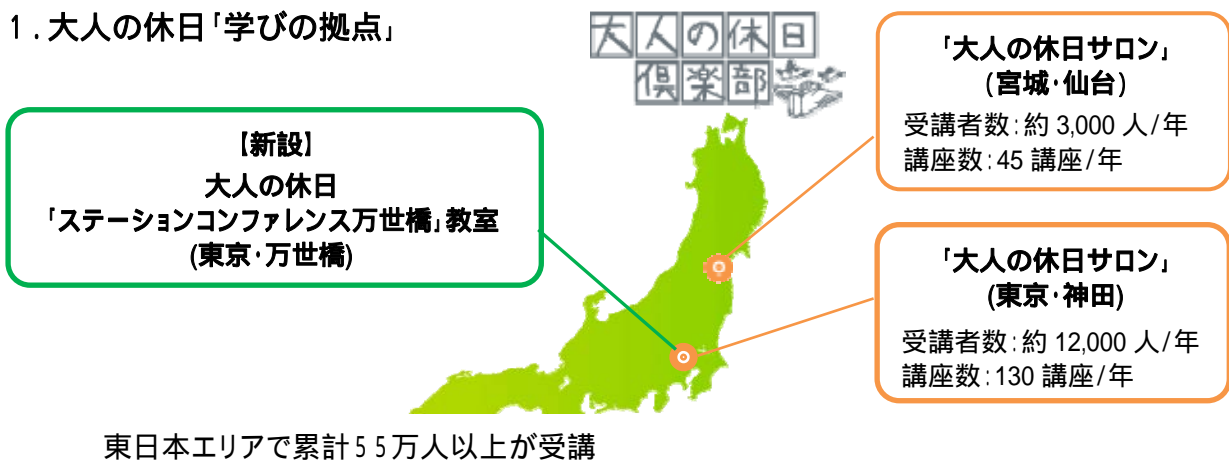 1.大人の休日「学びの拠点」
大人の休日
倶楽部
【新設】
大人の休日
「ステーションコンファレンス万世橋」教室
(東京・万世橋)
「大人の休日サロン」
(宮城・仙台)
受講者数:約 3,000 人/年
講座数:45 講座/年
「大人の休日サロン」
(東京・神田)
受講者数:約 12,000 人/年
講座数:130 講座/年
東日本エリアで累計55万人以上が受講